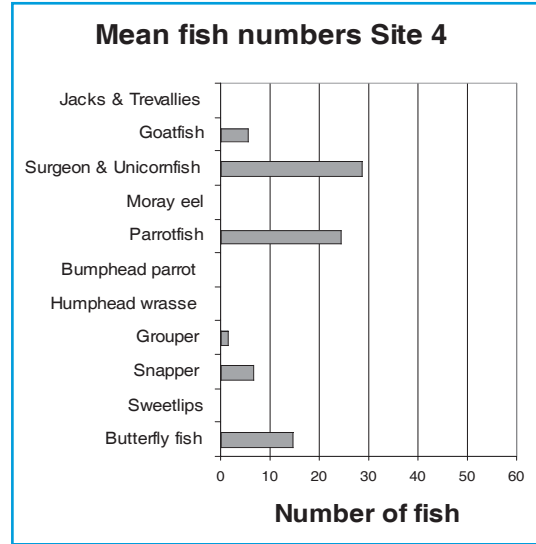 Mean fish numbers Site 4
Jacks & Trevallies
Goatfish
Surgeon & Unicornfish
Moray eel
Parrotfish
Bumphead parrot
Humphead wrasse
Grouper
Snapper
Sweetlips
Butterfly fish
0 10 20 30 40 50 60
Number of fish